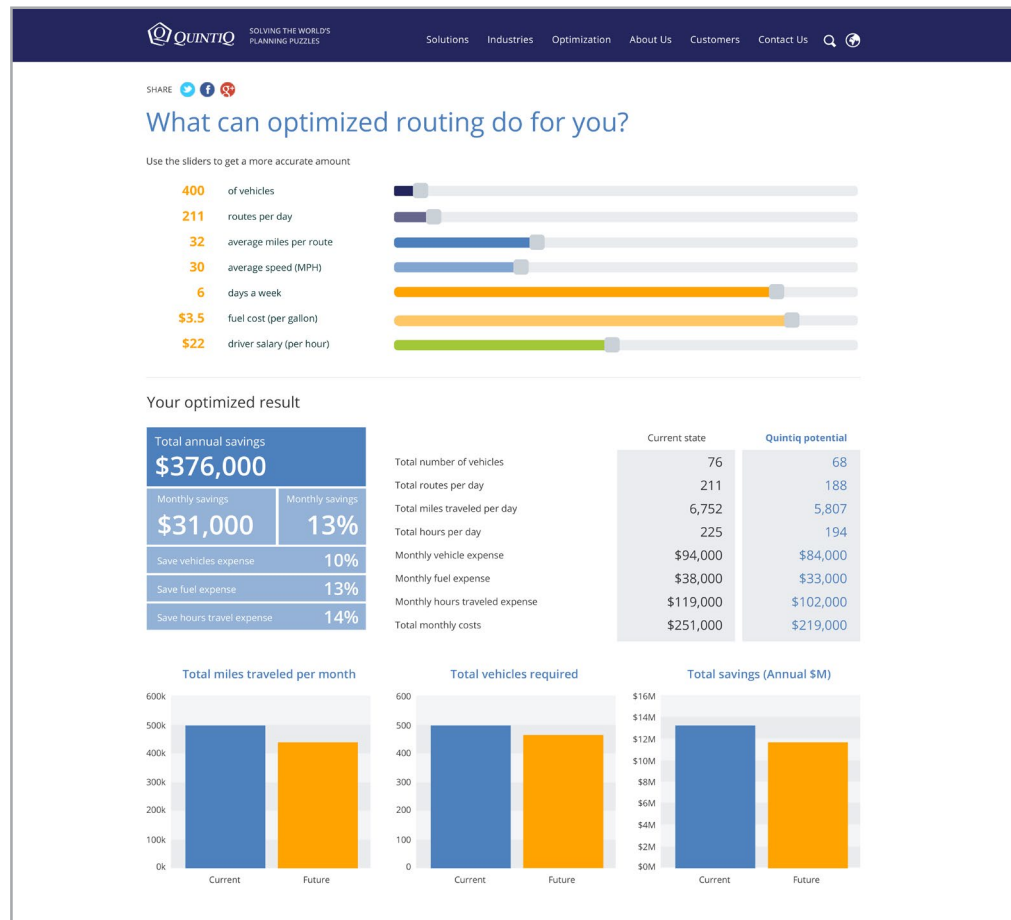 QUINTIQ
SOLVING THE WORLD'S
PLANNING PUZZLES
Solutions Industries Optimization About Us Customers Contact Us
SHARE
What can optimized routing do for you?
Use the sliders to get a more accurate amount
400 of vehicles
211 routes per day
32 average miles per route
30 average speed (MPH)
6 days a week
$3.5 fuel cost (per gallon)
$22 driver salary (per hour)
Your optimized result
Total annual savings
$376,000
Monthly savings Monthly savings
$31,000 13%
Save vehicles expense 10%
Save fuel expense 13%
Save hours travel expense 14%
Current state Quintiq potential
Total number of vehicles 76 68
Total routes per day 211 188
Total miles traveled per day 6,752 5,807
Total hours per day 225 194
Monthly vehicle expense $94,000 $84,000
Monthly fuel expense $38,000 $33,000
Monthly hours traveled expense $119,000 $102,000
Total monthly costs $251,000 $219,000
Total miles traveled per month
600k
500k
400k
300k
200k
100k
0k
Current Future
Total vehicles required
600
500
400
300
200
100
0
Current Future
Total savings (Annual $M)
$16M
$14M
$12M
$10M
$8M
$6M
$4M
$2M
$0M
Current Future